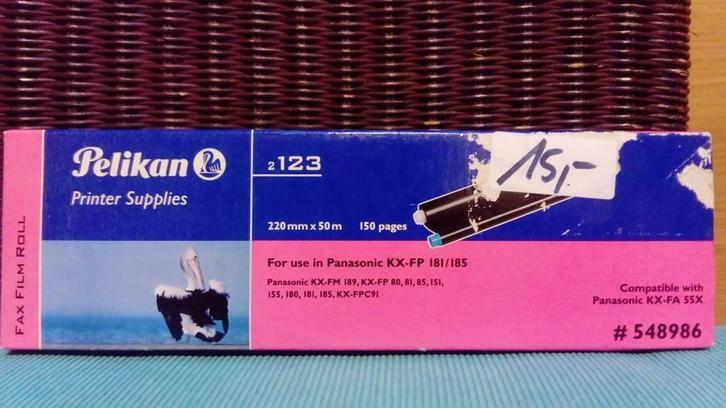 FAX FILM ROLL
Pelikan
Printer Supplies
2123
220 mm x 50 m 150 pages
15,-
For use in Panasonic KX-FP 181/185
Panasonic KX-FM 189, KX-FP 80, 81, 85, 151,
155, 180, 181, 185, KX-FPC91
Compatible with
Panasonic KX-FA 55X
# 548986